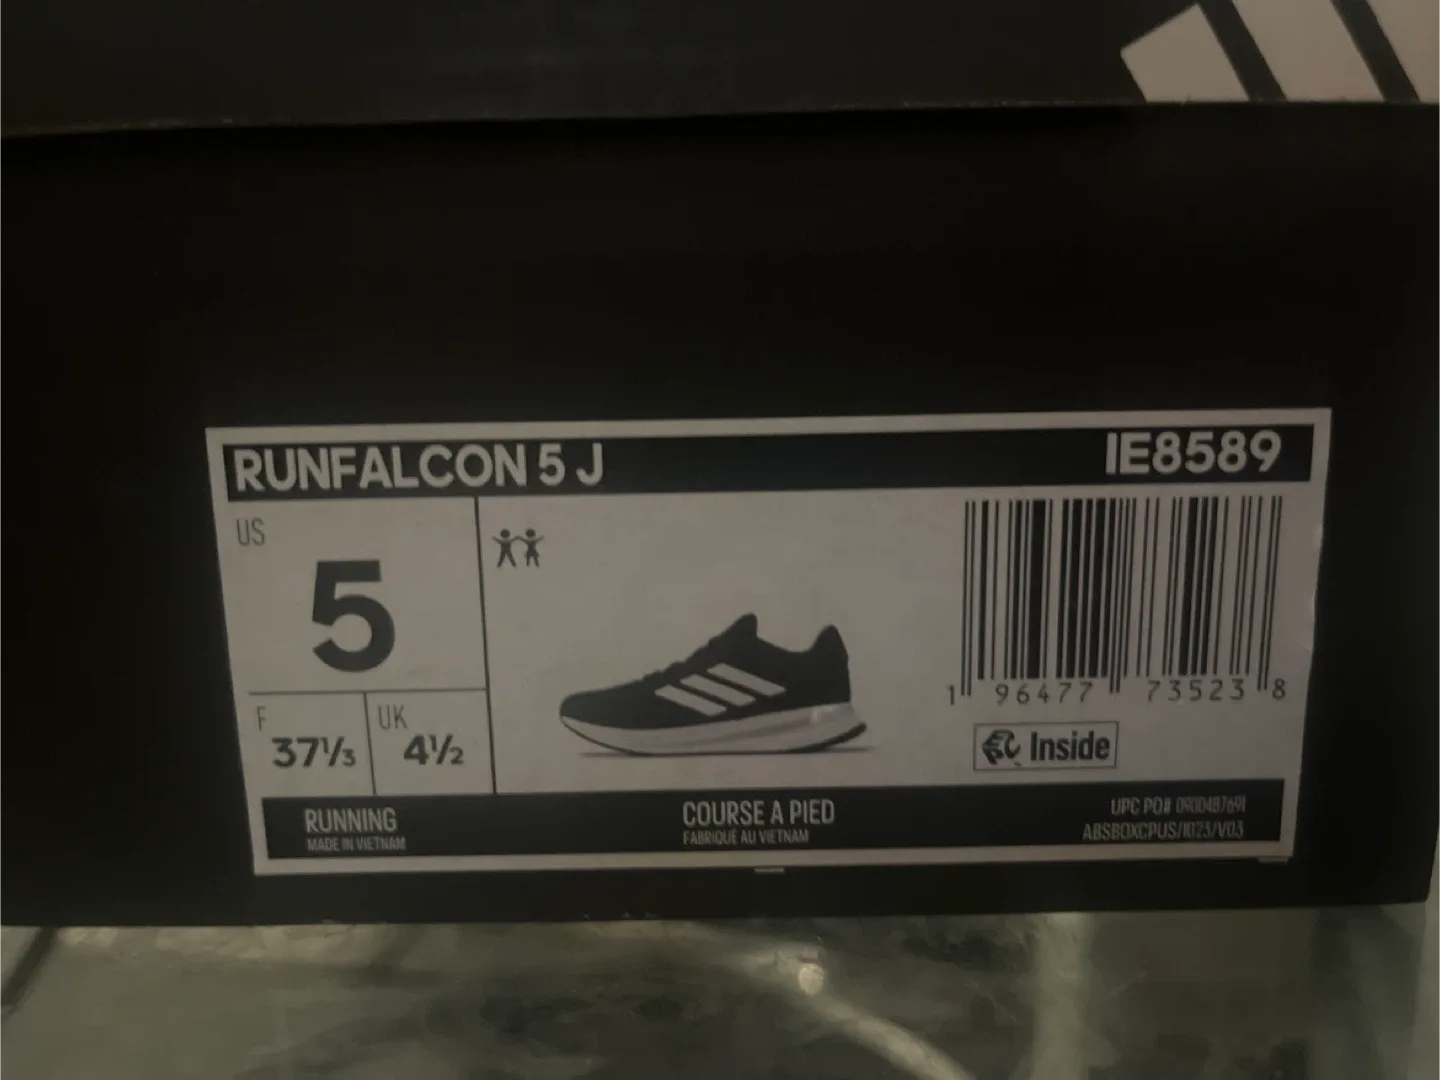 RUNFALCON 5 J
IE8589
US
5
F
37⅓
UK
4½
1 96477 73523 8
Inside
RUNNING
MADE IN VIETNAM
COURSE A PIED
FABRIQUÉ AU VIETNAM
UPC PO# 0900487691
ABSBOXCPUS/1023/V03